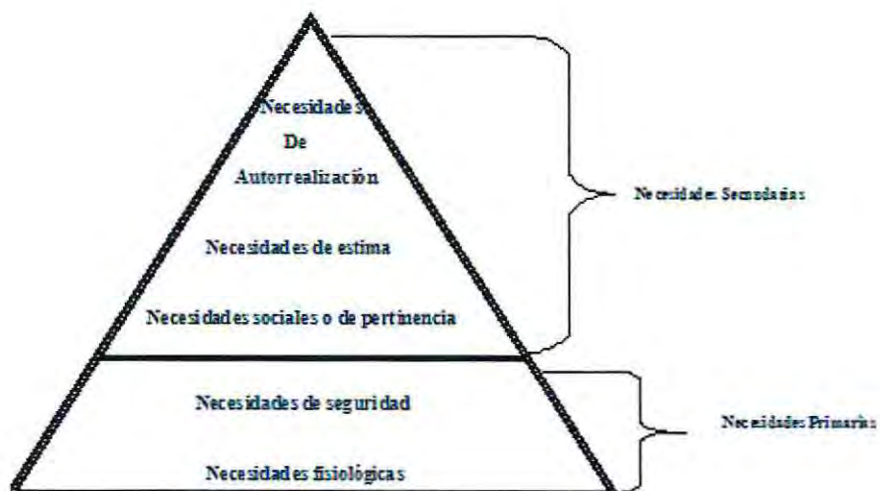 Necesidades
De
Autorrealización
Necesidades Secundarias
Necesidades de estima
Necesidades sociales o de pertinencia
Necesidades de seguridad
Necesidades Primarias
Necesidades fisiológicas